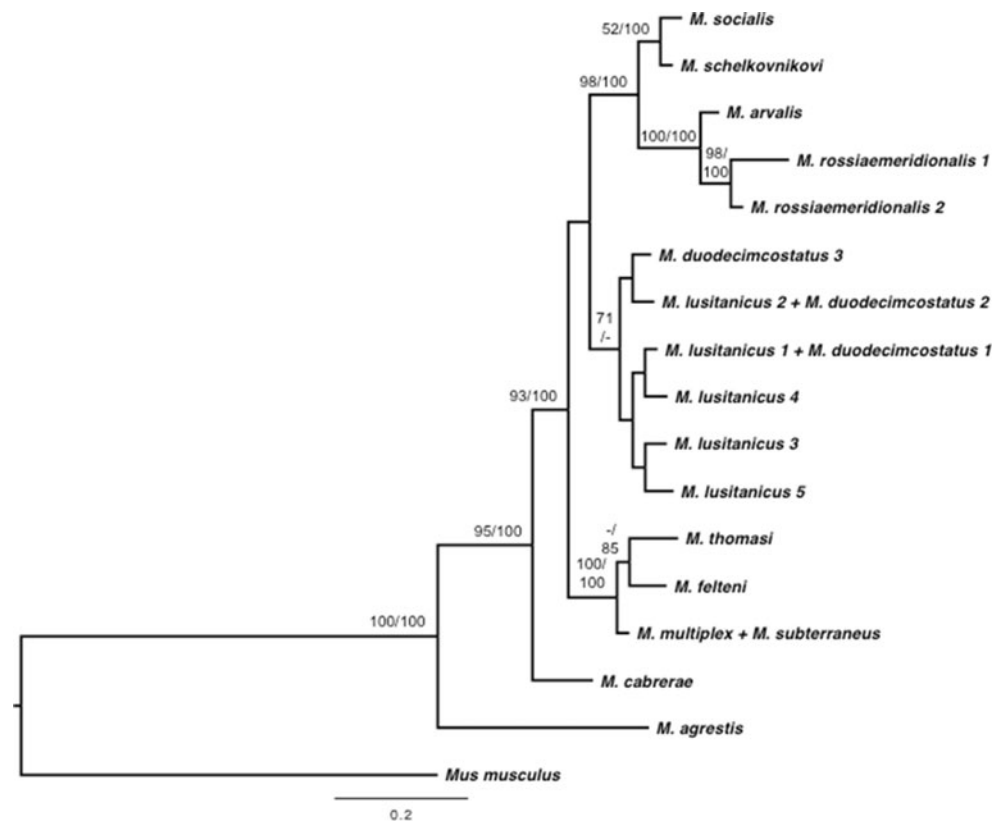 M. socialis
52/100
M. schelkovnikovi
98/100
M. arvalis
100/100
98/
100
M. rossiaemeridionalis 1
M. rossiaemeridionalis 2
M. duodecimcostatus 3
M. lusitanicus 2 + M. duodecimcostatus 2
71
/-
M. lusitanicus 1 + M. duodecimcostatus 1
93/100
M. lusitanicus 4
M. lusitanicus 3
M. lusitanicus 5
95/100
-/
85
M. thomasi
100/
100
M. felteni
100/100
M. multiplex + M. subterraneus
M. cabrerae
M. agrestis
Mus musculus
0.2